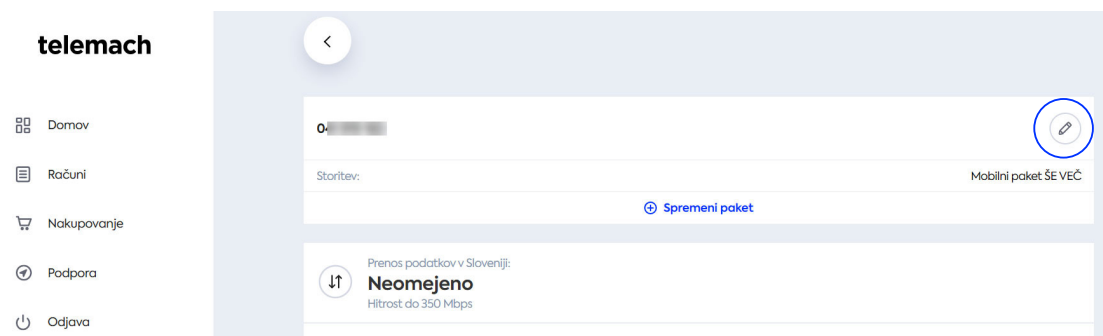 telemach
Domov
Računi
Nakupovanje
Podpora
Odjava
Storitev:
Mobilni paket ŠE VEČ
Spremeni paket
Prenos podatkov v Sloveniji:
Neomejeno
Hitrost do 350 Mbps